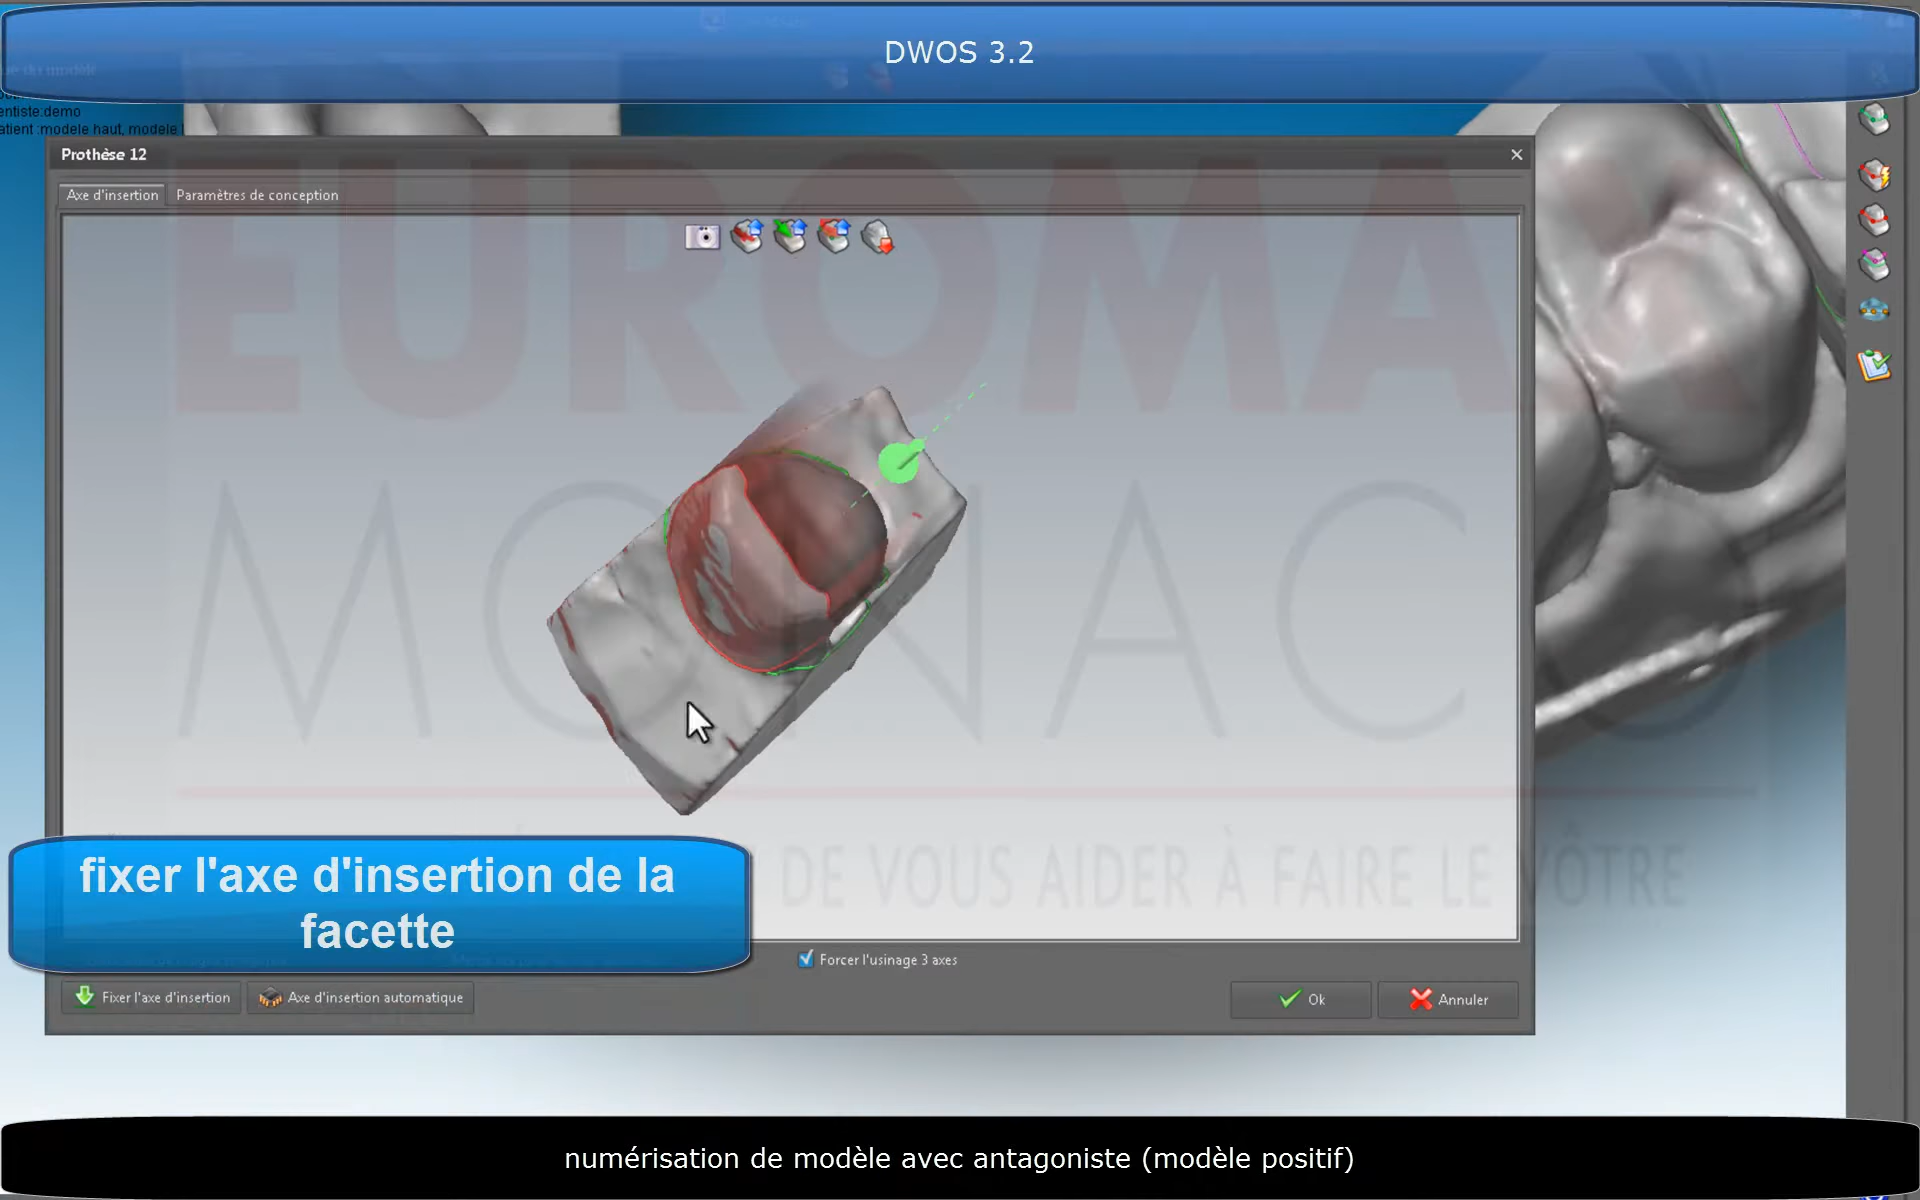 DWOS 3.2
entiste:demo
atient :modele haut, modele
Prothèse 12
Axe d'insertion
Paramètres de conception
EUROMA
MONACO
DE VOUS AIDER À FAIRE LE VÔTRE
fixer l'axe d'insertion de la
facette
Forcer l'usinage 3 axes
Fixer l'axe d'insertion
Axe d'insertion automatique
Ok
Annuler
numérisation de modèle avec antagoniste (modèle positif)